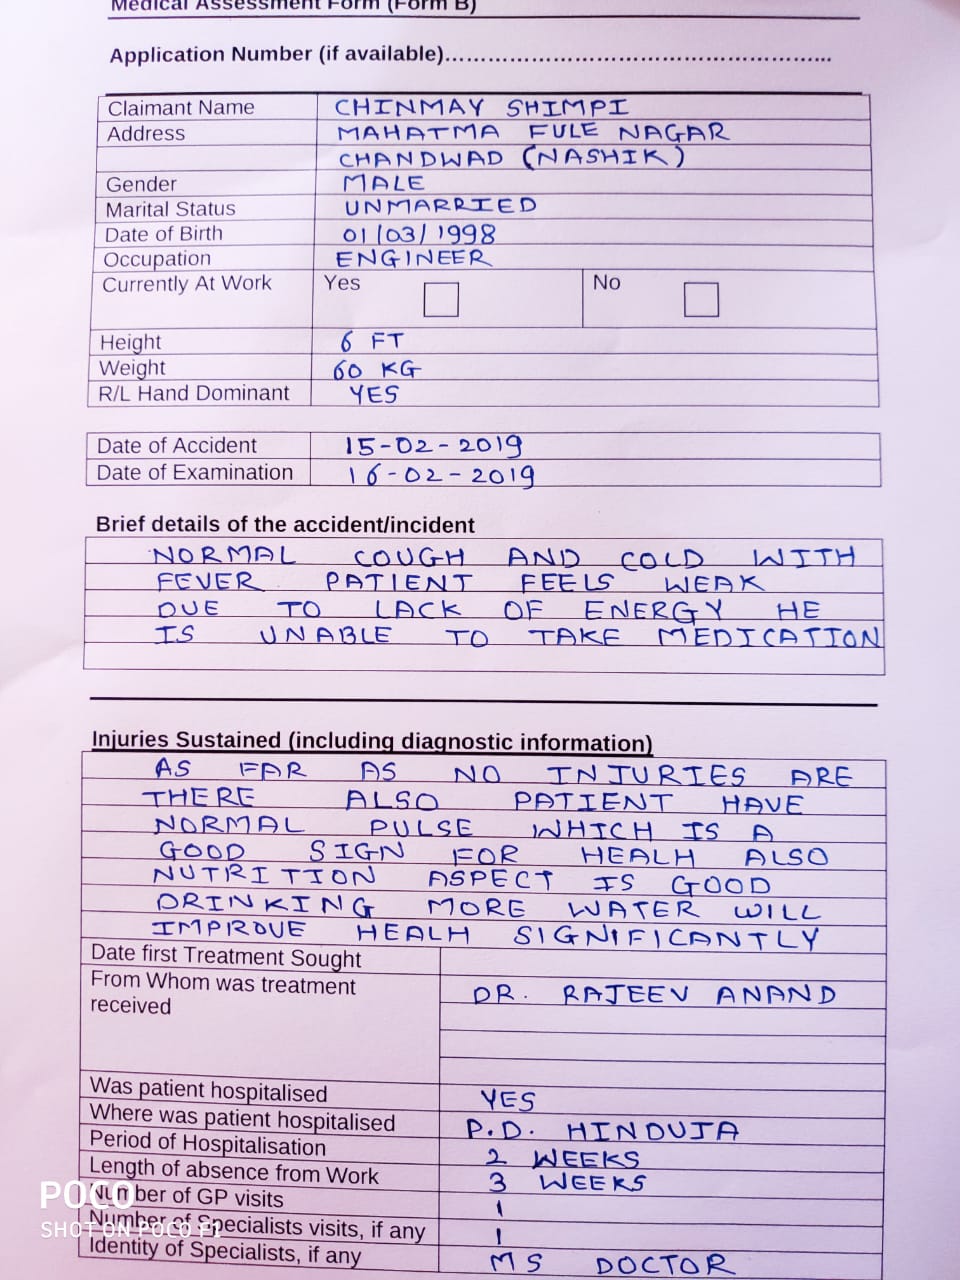 Medical Assessment Form (Form B)
Application Number (if available)......................................................
Claimant Name CHINMAY SHIMPI
Address MAHATMA FULE NAGAR
CHANDWAD (NASHIK)
Gender MALE
Marital Status UNMARRIED
Date of Birth 01/03/1998
Occupation ENGINEER
Currently At Work Yes No
Height 6 FT
Weight 60 KG
R/L Hand Dominant YES
Date of Accident 15-02-2019
Date of Examination 16-02-2019
Brief details of the accident/incident
NORMAL COUGH AND COLD WITH
FEVER PATIENT FEELS WEAK
DUE TO LACK OF ENERGY HE
IS UNABLE TO TAKE MEDICATION
Injuries Sustained (including diagnostic information)
AS FAR AS NO INJURIES ARE
THERE ALSO PATIENT HAVE
NORMAL PULSE WHICH IS A
GOOD SIGN FOR HEALH ALSO
NUTRITION ASPECT IS GOOD
DRINKING MORE WATER WILL
IMPROVE HEALH SIGNIFICANTLY
Date first Treatment Sought
From Whom was treatment DR. RAJEEV ANAND
received
Was patient hospitalised YES
Where was patient hospitalised P.D. HINDUJA
Period of Hospitalisation 2 WEEKS
Length of absence from Work 3 WEEKS
Number of GP visits 1
Number of Specialists visits, if any 1
Identity of Specialists, if any MS DOCTOR
POCO
SHOT ON POCO F1